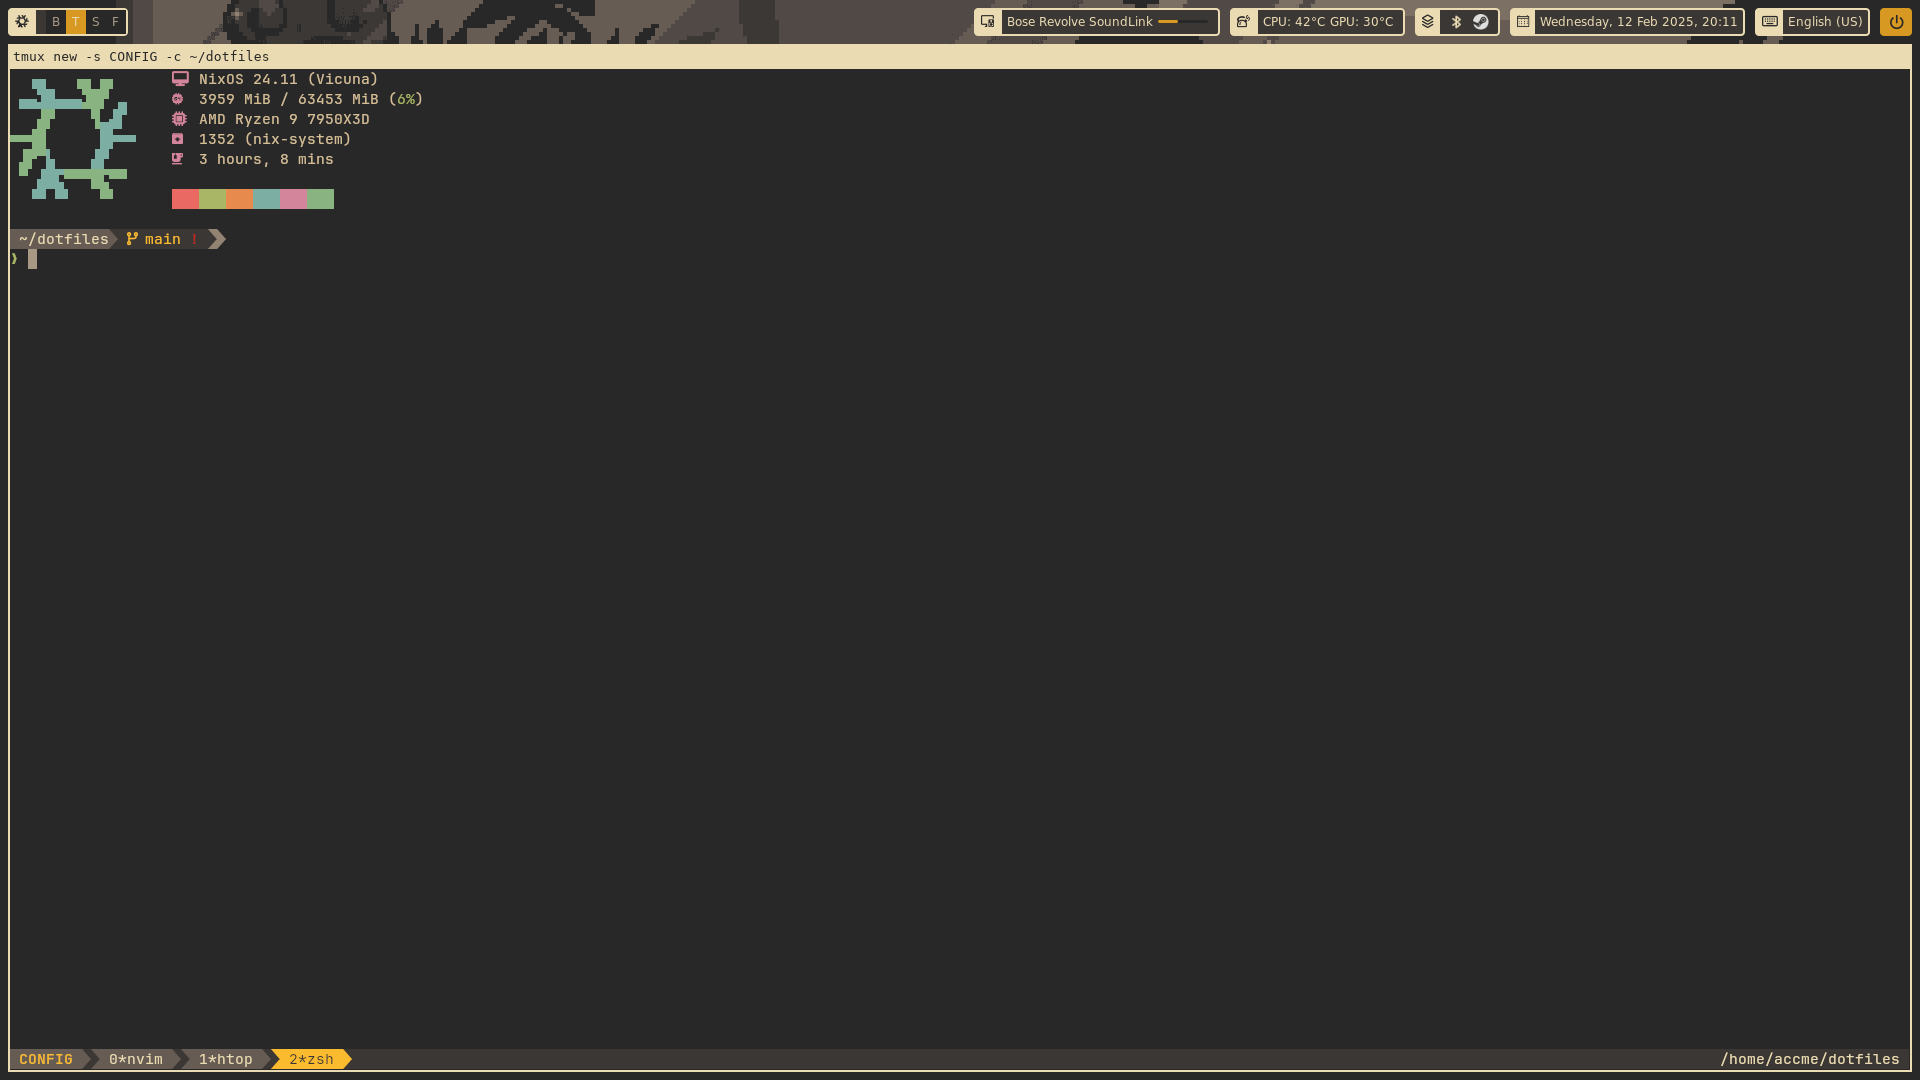 B T S F
Bose Revolve SoundLink
CPU: 42°C GPU: 30°C
Wednesday, 12 Feb 2025, 20:11
English (US)
tmux new -s CONFIG -c ~/dotfiles
NixOS 24.11 (Vicuna)
3959 MiB / 63453 MiB (6%)
AMD Ryzen 9 7950X3D
1352 (nix-system)
3 hours, 8 mins
~/dotfiles main !
❯
CONFIG 0*nvim 1*htop 2*zsh
/home/accme/dotfiles